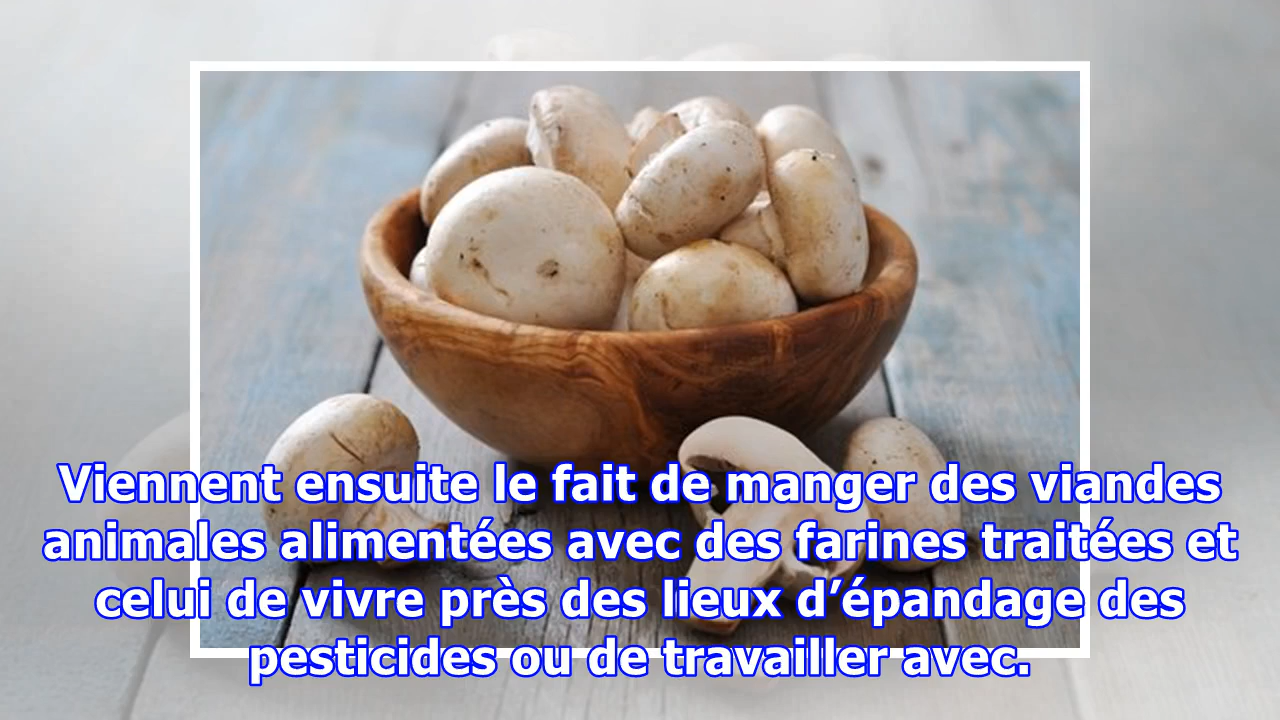 Viennent ensuite le fait de manger des viandes
animales alimentées avec des farines traitées et
celui de vivre près des lieux d’épandage des
pesticides ou de travailler avec.